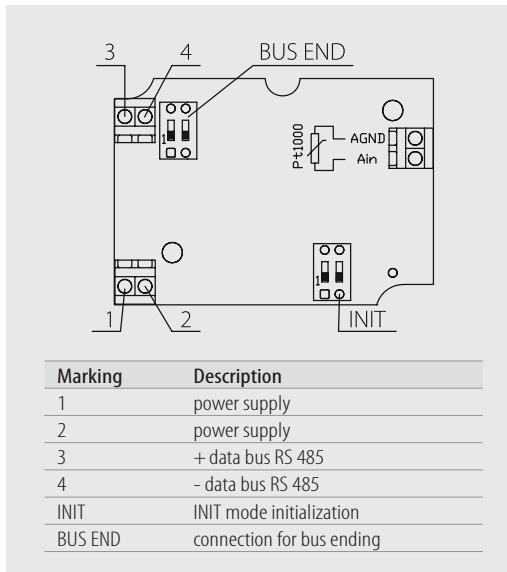 3 4 BUS END
1
Pt1000
AGND
Ain
1
1 2 INIT
Marking Description
1 power supply
2 power supply
3 + data bus RS 485
4 - data bus RS 485
INIT INIT mode initialization
BUS END connection for bus ending